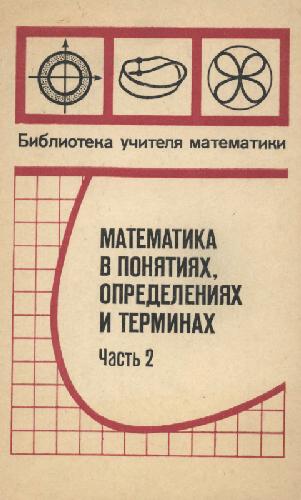 Библиотека учителя математики
МАТЕМАТИКА
В ПОНЯТИЯХ,
ОПРЕДЕЛЕНИЯХ
И ТЕРМИНАХ
Часть 2